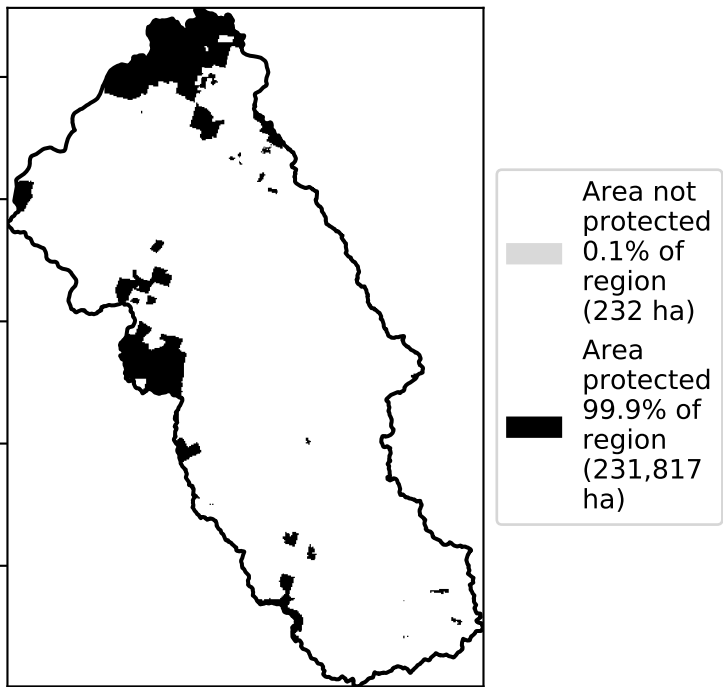 Area not
protected
0.1% of
region
(232 ha)
Area
protected
99.9% of
region
(231,817
ha)